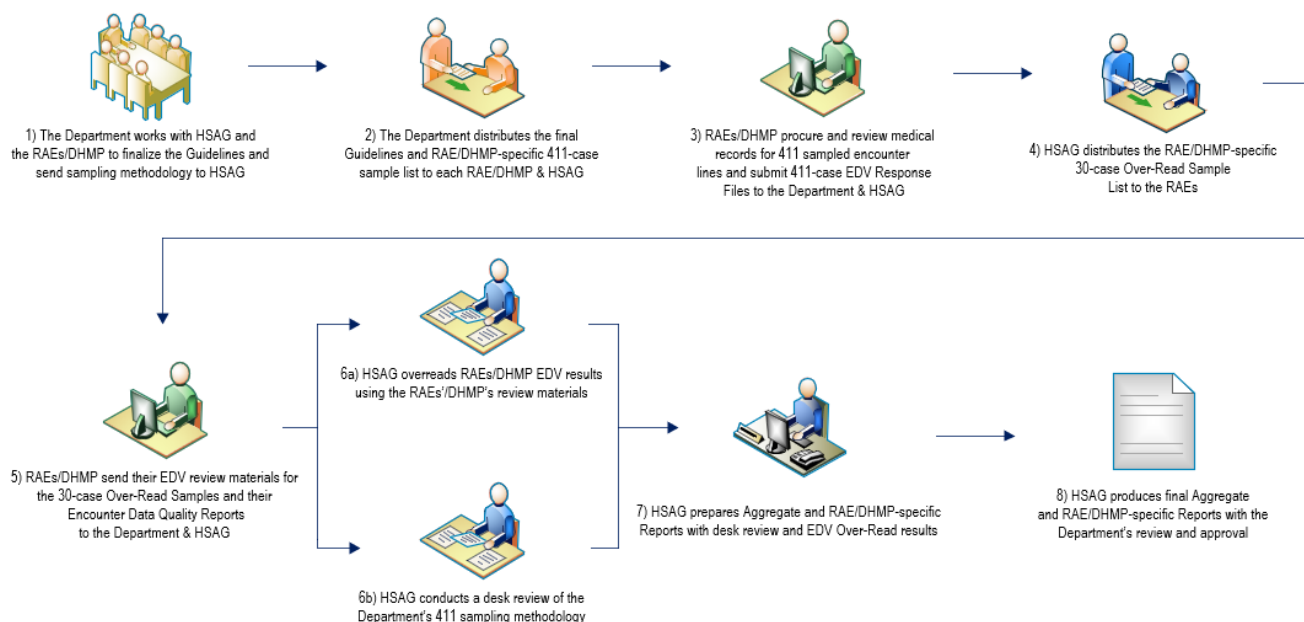 1) The Department works with HSAG and
the RAEs/DHMP to finalize the Guidelines and
send sampling methodology to HSAG
2) The Department distributes the final
Guidelines and RAE/DHMP-specific 411-case
sample list to each RAE/DHMP & HSAG
3) RAEs/DHMP procure and review medical
records for 411 sampled encounter
lines and submit 411-case EDV Response
Files to the Department & HSAG
4) HSAG distributes the RAE/DHMP-specific
30-case Over-Read Sample
List to the RAEs
5) RAEs/DHMP send their EDV review materials for
the 30-case Over-Read Samples and their
Encounter Data Quality Reports
to the Department & HSAG
6a) HSAG overreads RAEs/DHMP EDV results
using the RAEs'/DHMP's review materials
6b) HSAG conducts a desk review of the
Department's 411 sampling methodology
7) HSAG prepares Aggregate and RAE/DHMP-specific
Reports with desk review and EDV Over-Read results
8) HSAG produces final Aggregate
and RAE/DHMP-specific Reports with the
Department's review and approval